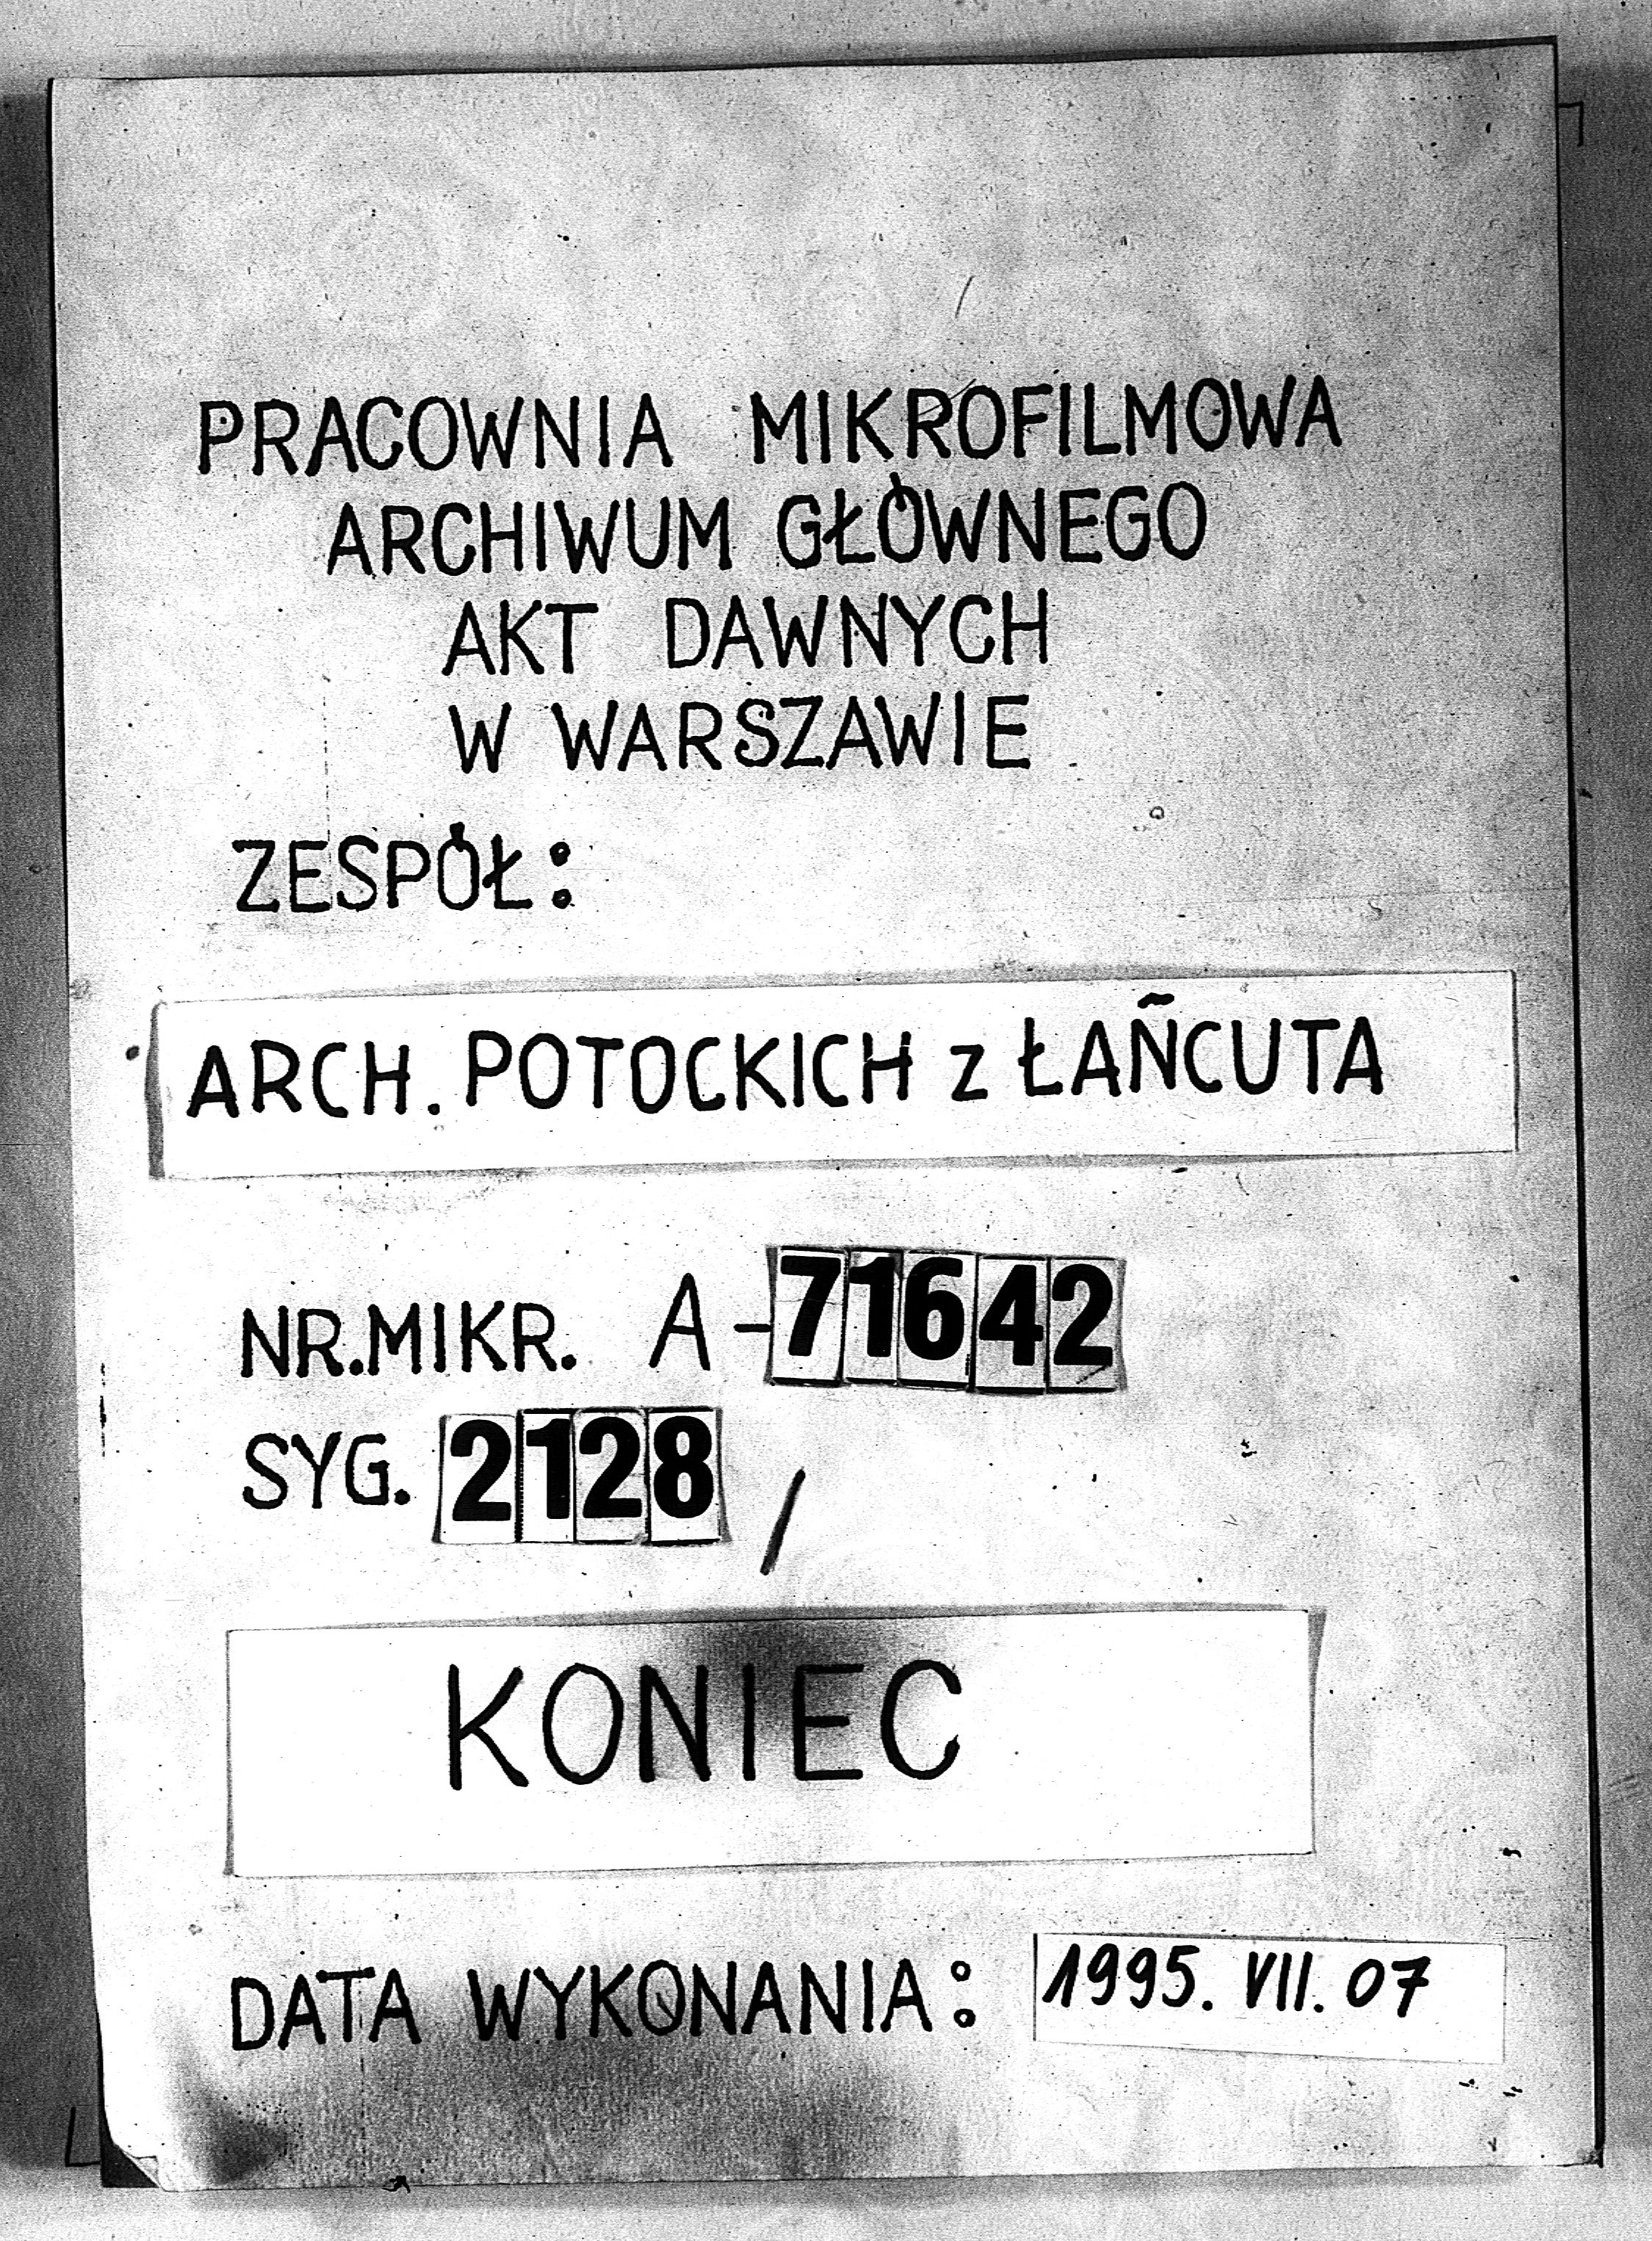 PRACOWNIA MIKROFILMOWA
ARCHIWUM GŁÓWNEGO
AKT DAWNYCH
W WARSZAWIE
ZESPÓŁ:
ARCH. POTOCKICH z ŁAŃCUTA
NR.MIKR. A-71642
SYG. 2128 /
KONIEC
DATA WYKONANIA: 1995. VII. 07